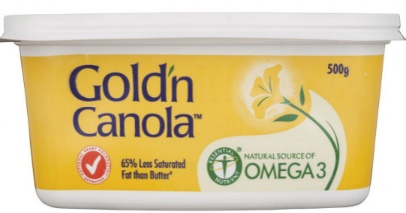 Gold'n
Canola™
500g
65% Less Saturated
Fat than Butter*
NATURAL SOURCE OF
OMEGA 3